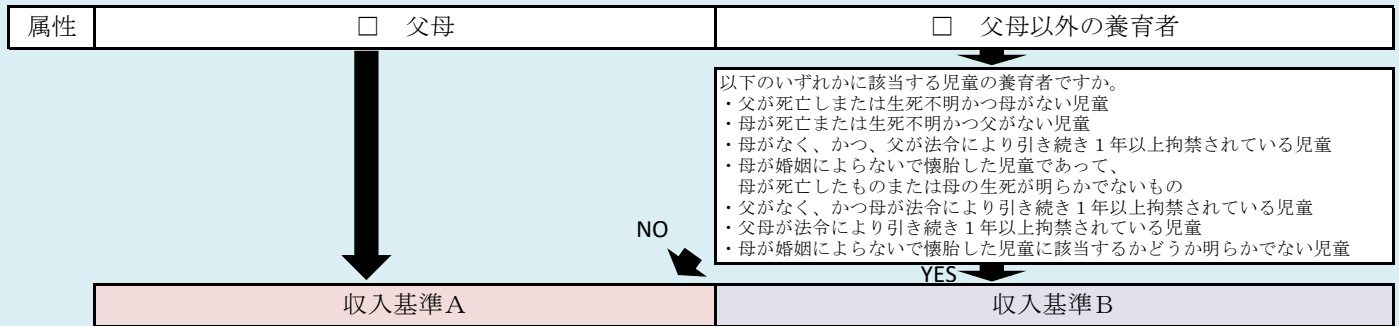 属性
□　父母
□　父母以外の養育者
以下のいずれかに該当する児童の養育者ですか。
・父が死亡しまたは生死不明かつ母がない児童
・母が死亡または生死不明かつ父がない児童
・母がなく、かつ、父が法令により引き続き１年以上拘禁されている児童
・母が婚姻によらないで懐胎した児童であって、
母が死亡したものまたは母の生死が明らかでないもの
・父がなく、かつ母が法令により引き続き１年以上拘禁されている児童
・父母が法令により引き続き１年以上拘禁されている児童
・母が婚姻によらないで懐胎した児童に該当するかどうか明らかでない児童
NO
YES
収入基準Ａ
収入基準Ｂ